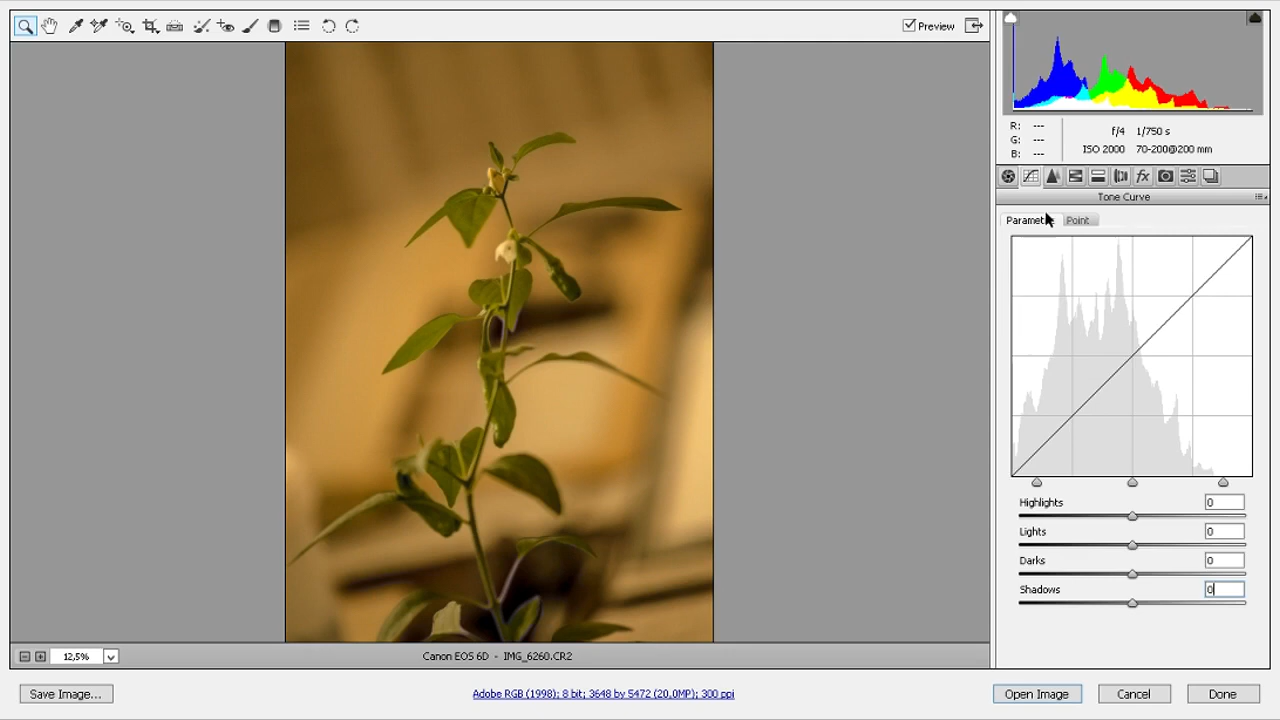 Preview
R: ---
G: ---
B: ---
f/4 1/750 s
ISO 2000 70-200@200 mm
fx
Tone Curve
Point
Highlights 0
Lights 0
Darks 0
Shadows 0
12,5%
Canon EOS 6D - IMG_6260.CR2
Save Image...
Adobe RGB (1998); 8 bit; 3648 by 5472 (20,0MP); 300 ppi
Open Image
Cancel
Done